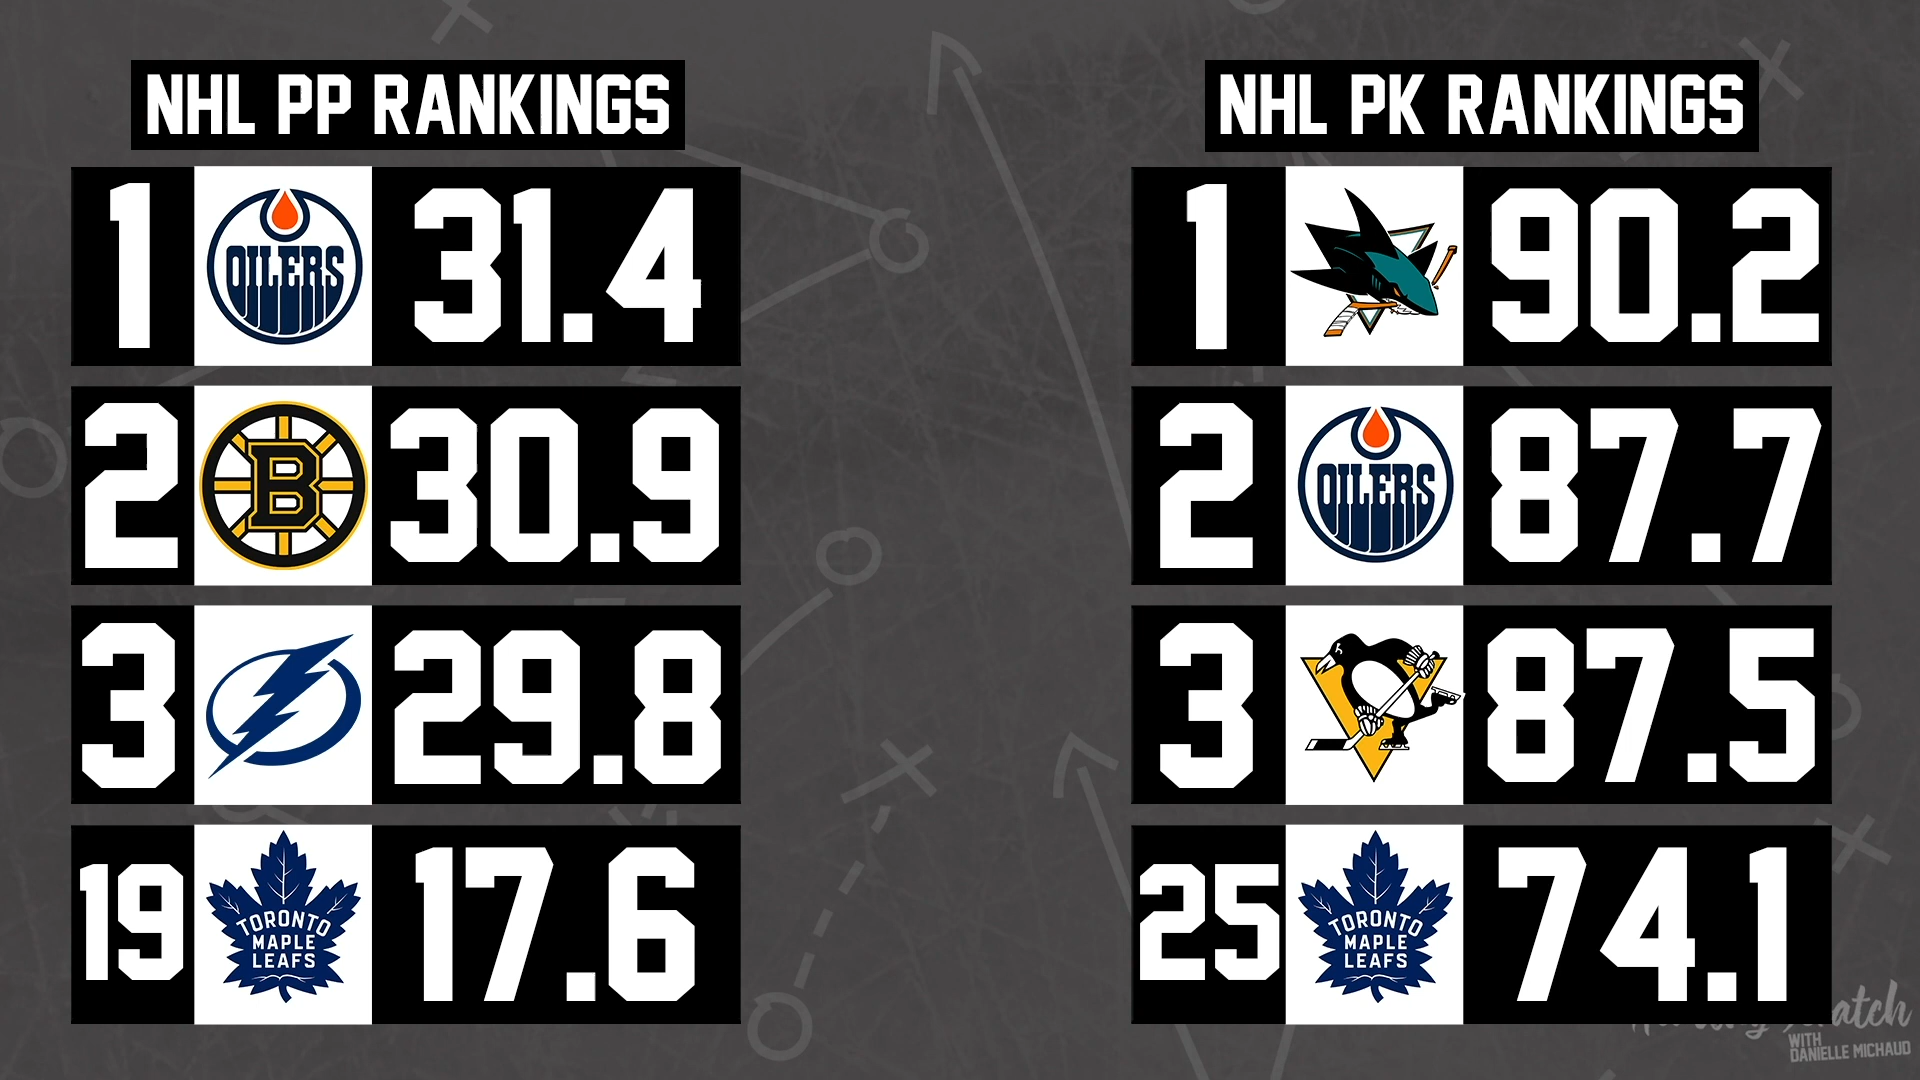 NHL PP RANKINGS
1 OILERS 31.4
2 B 30.9
3 29.8
19 TORONTO MAPLE LEAFS 17.6
NHL PK RANKINGS
1 90.2
2 OILERS 87.7
3 87.5
25 TORONTO MAPLE LEAFS 74.1
WITH
DANIELLE MICHAUD